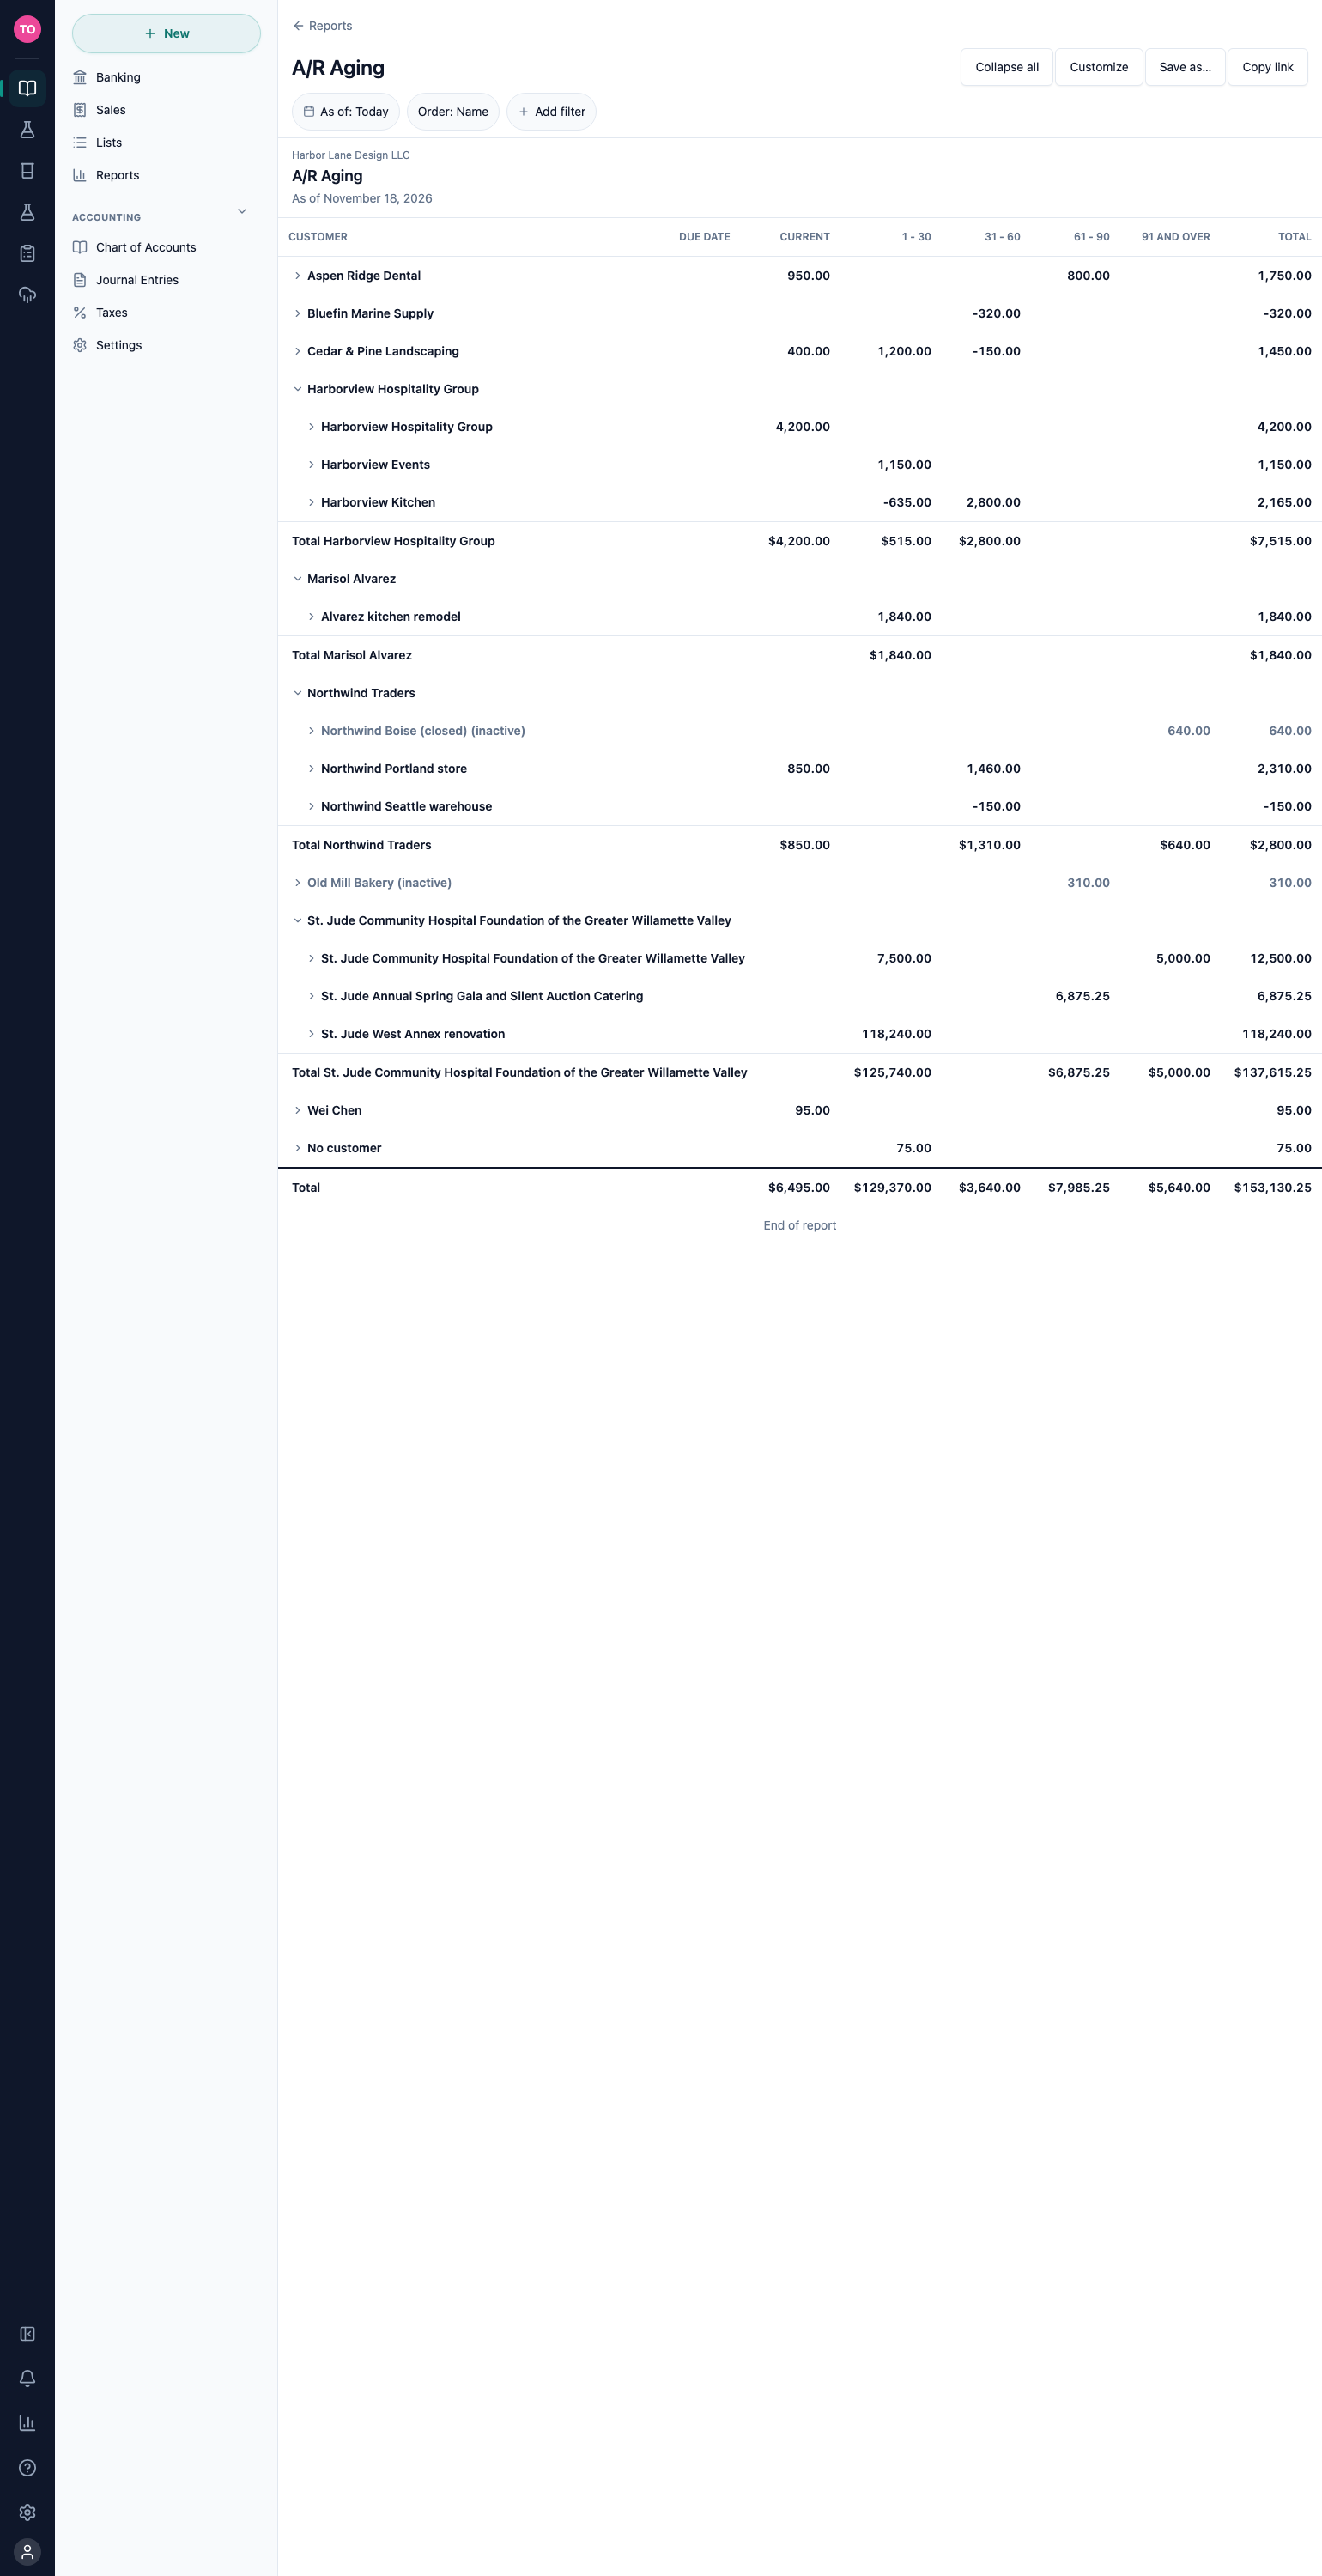 TO
New
Banking
Sales
Lists
Reports
ACCOUNTING
Chart of Accounts
Journal Entries
Taxes
Settings
Reports
A/R Aging
Collapse all Customize Save as... Copy link
As of: Today Order: Name Add filter
Harbor Lane Design LLC
A/R Aging
As of November 18, 2026
CUSTOMER DUE DATE CURRENT 1 - 30 31 - 60 61 - 90 91 AND OVER TOTAL
Aspen Ridge Dental 950.00 800.00 1,750.00
Bluefin Marine Supply -320.00 -320.00
Cedar & Pine Landscaping 400.00 1,200.00 -150.00 1,450.00
Harborview Hospitality Group
Harborview Hospitality Group 4,200.00 4,200.00
Harborview Events 1,150.00 1,150.00
Harborview Kitchen -635.00 2,800.00 2,165.00
Total Harborview Hospitality Group $4,200.00 $515.00 $2,800.00 $7,515.00
Marisol Alvarez
Alvarez kitchen remodel 1,840.00 1,840.00
Total Marisol Alvarez $1,840.00 $1,840.00
Northwind Traders
Northwind Boise (closed) (inactive) 640.00 640.00
Northwind Portland store 850.00 1,460.00 2,310.00
Northwind Seattle warehouse -150.00 -150.00
Total Northwind Traders $850.00 $1,310.00 $640.00 $2,800.00
Old Mill Bakery (inactive) 310.00 310.00
St. Jude Community Hospital Foundation of the Greater Willamette Valley
St. Jude Community Hospital Foundation of the Greater Willamette Valley 7,500.00 5,000.00 12,500.00
St. Jude Annual Spring Gala and Silent Auction Catering 6,875.25 6,875.25
St. Jude West Annex renovation 118,240.00 118,240.00
Total St. Jude Community Hospital Foundation of the Greater Willamette Valley $125,740.00 $6,875.25 $5,000.00 $137,615.25
Wei Chen 95.00 95.00
No customer 75.00 75.00
Total $6,495.00 $129,370.00 $3,640.00 $7,985.25 $5,640.00 $153,130.25
End of report